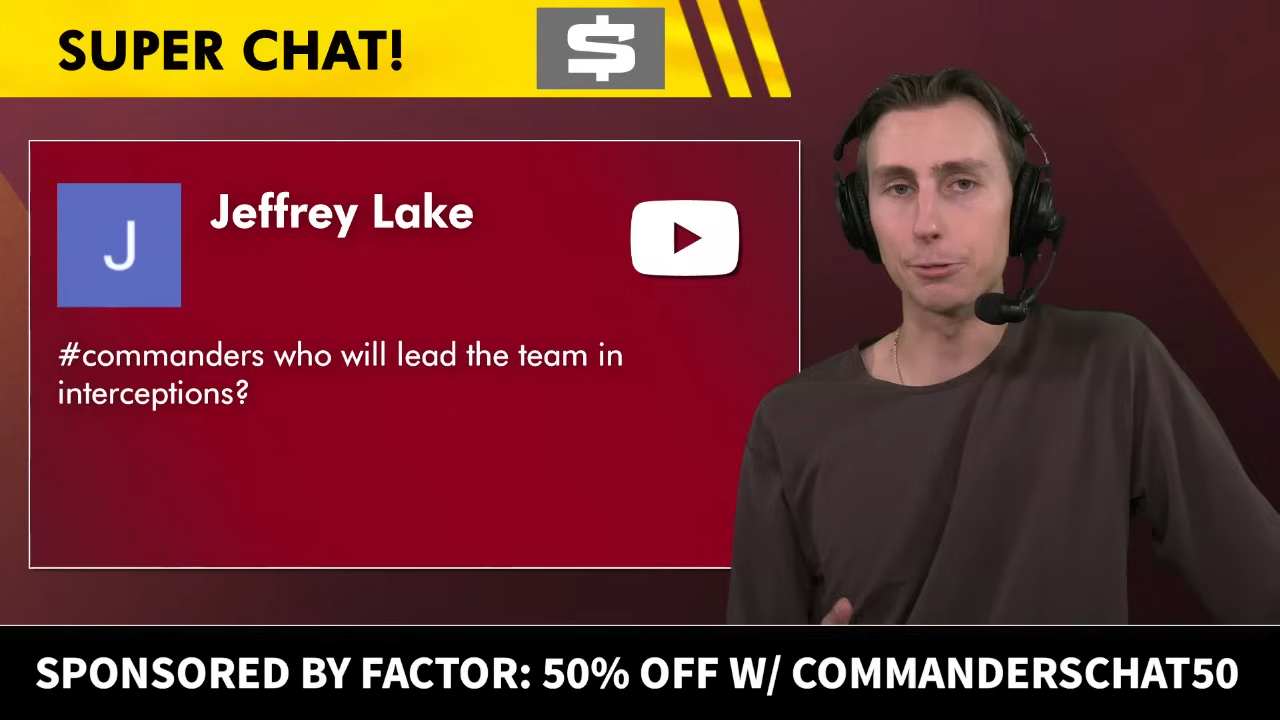 SUPER CHAT!
$
J
Jeffrey Lake
#commanders who will lead the team in
interceptions?
SPONSORED BY FACTOR: 50% OFF W/ COMMANDERSCHAT50